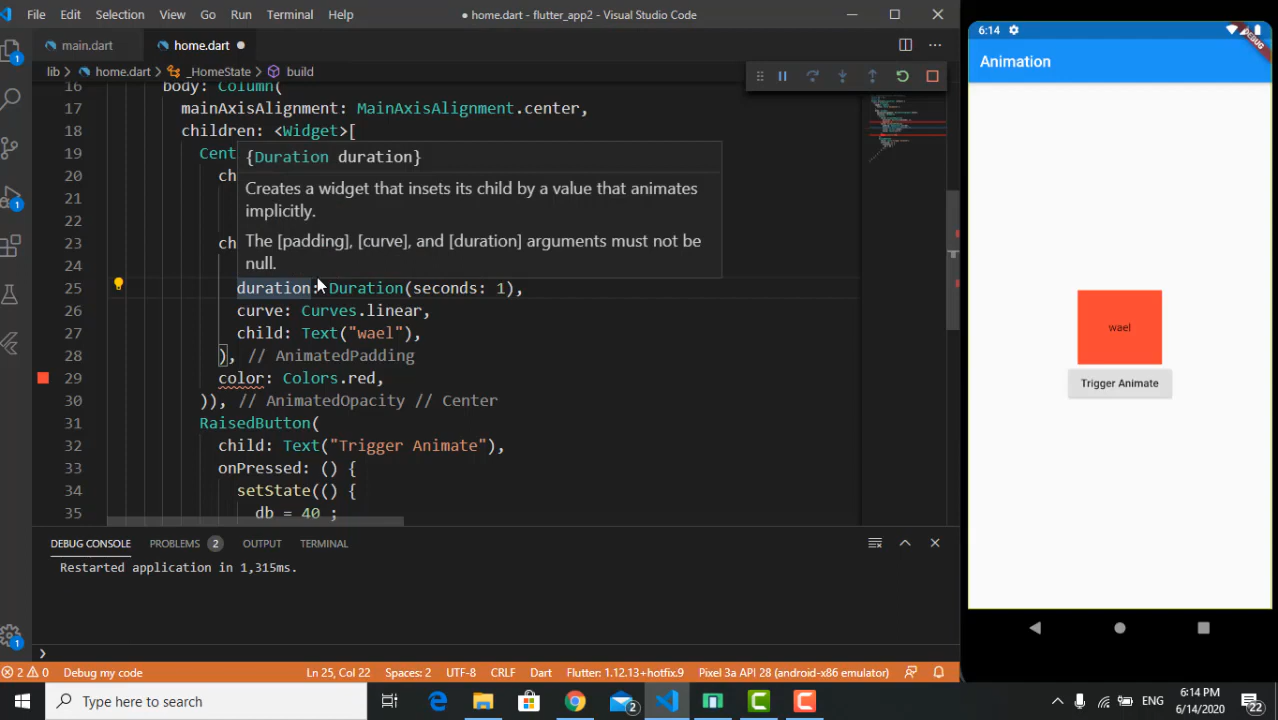 File Edit Selection View Go Run Terminal Help
● home.dart - flutter_app2 - Visual Studio Code
main.dart
home.dart ●
lib > home.dart > _HomeState > build
16 body: Column(
17 mainAxisAlignment: MainAxisAlignment.center,
18 children: <Widget>[
19 Cent
{Duration duration}
20 ch
Creates a widget that insets its child by a value that animates
21
implicitly.
22
23 ch
The [padding], [curve], and [duration] arguments must not be
24
null.
25 duration: Duration(seconds: 1),
26 curve: Curves.linear,
27 child: Text("wael"),
28 ), // AnimatedPadding
29 color: Colors.red,
30 )), // AnimatedOpacity // Center
31 RaisedButton(
32 child: Text("Trigger Animate"),
33 onPressed: () {
34 setState(() {
35 db = 40 ;
DEBUG CONSOLE PROBLEMS 2 OUTPUT TERMINAL
Restarted application in 1,315ms.
2 0 Debug my code Ln 25, Col 22 Spaces: 2 UTF-8 CRLF Dart Flutter: 1.12.13+hotfix.9 Pixel 3a API 28 (android-x86 emulator)
1
1
1
6:14
DEBUG
Animation
wael
Trigger Animate
Type here to search
2
ENG
6:14 PM
6/14/2020
22